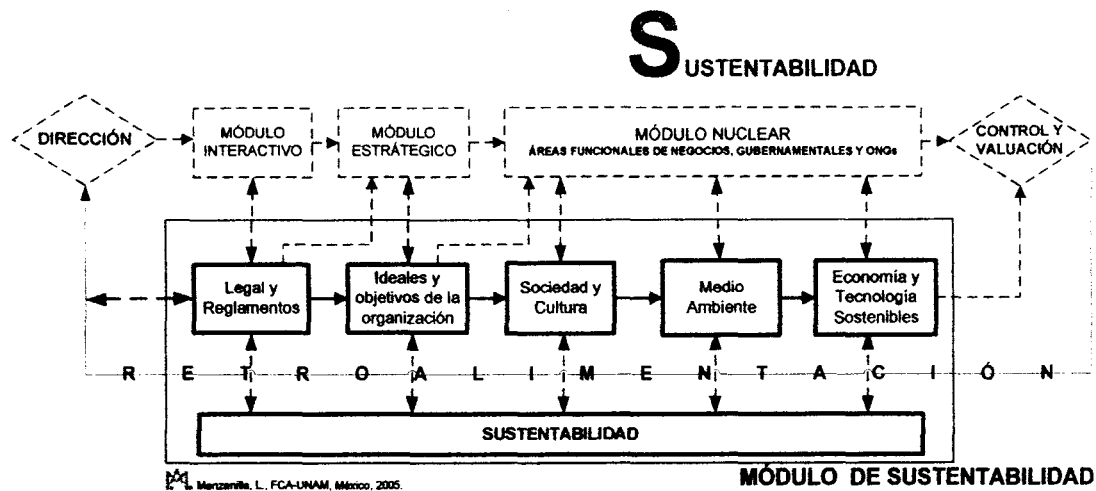 SUSTENTABILIDAD
DIRECCIÓN
MÓDULO
INTERACTIVO
MÓDULO
ESTRÁTEGICO
MÓDULO NUCLEAR
ÁREAS FUNCIONALES DE NEGOCIOS, GUBERNAMENTALES Y ONGs
CONTROL Y
VALUACIÓN
Legal y
Reglamentos
Ideales y
objetivos de la
organización
Sociedad y
Cultura
Medio
Ambiente
Economía y
Tecnología
Sostenibles
RETROALIMENTACIÓN
SUSTENTABILIDAD
Manzanilla, L., FCA-UNAM, México, 2005.
MÓDULO DE SUSTENTABILIDAD